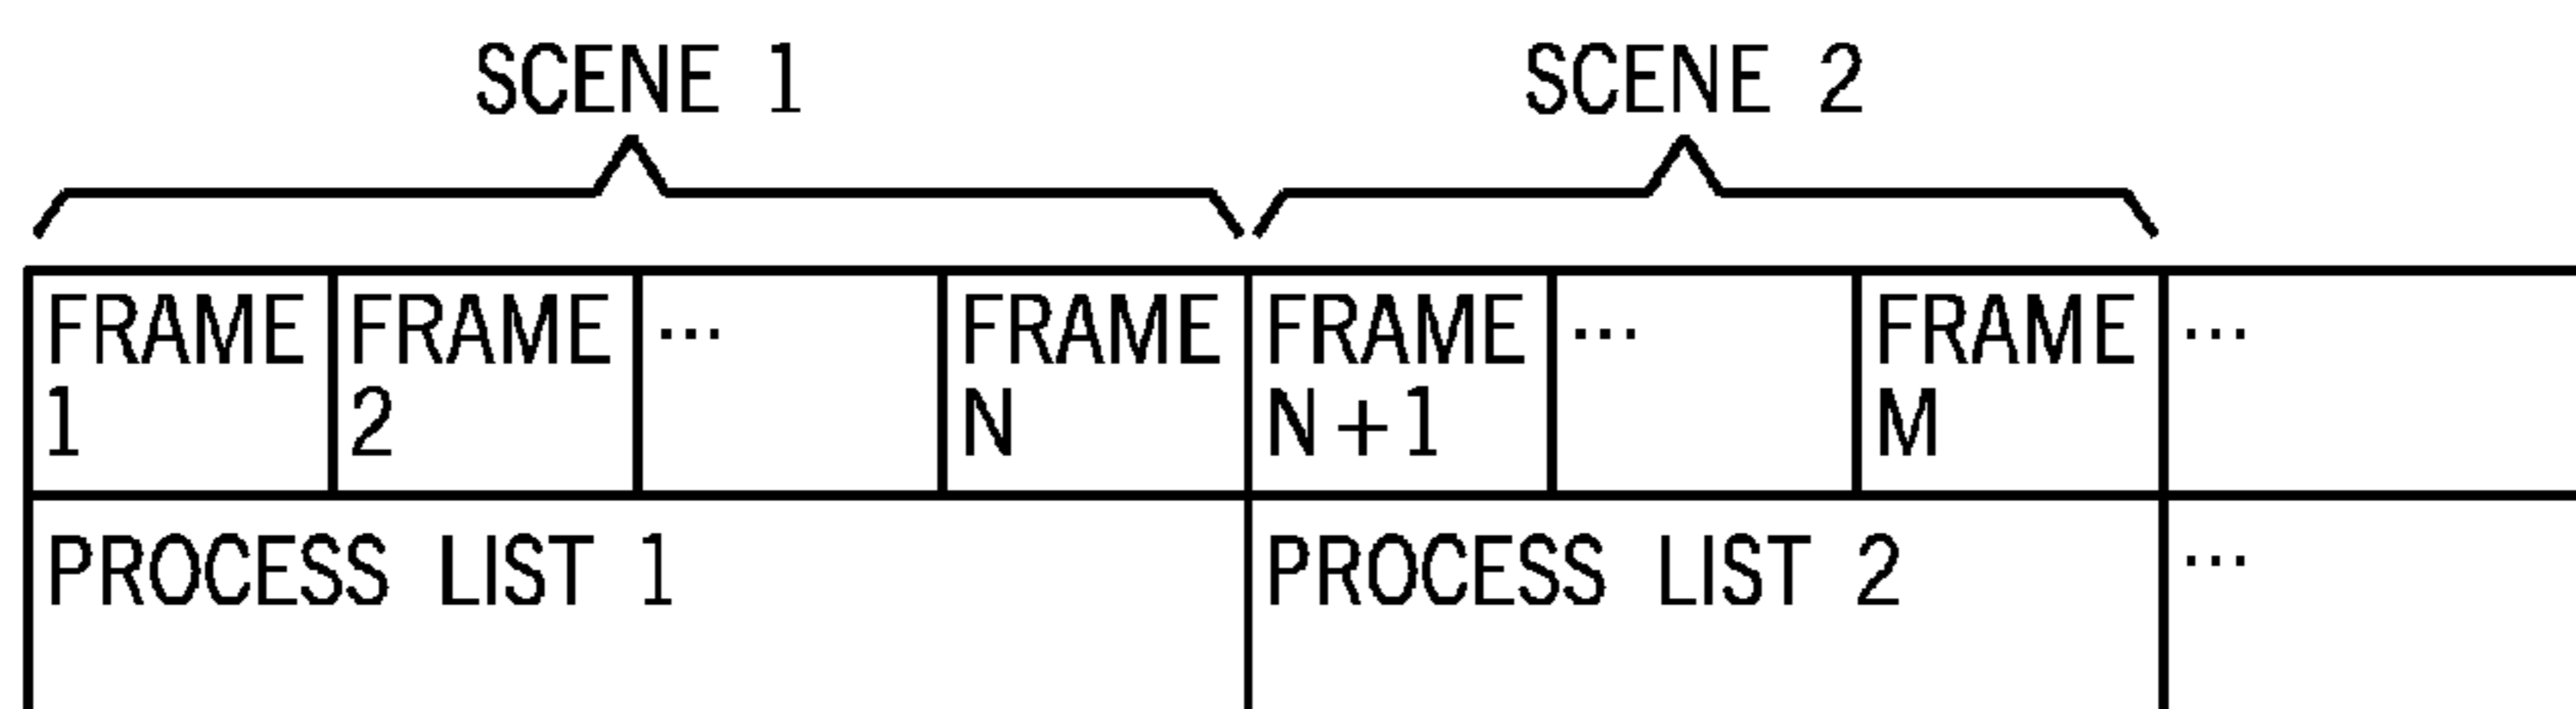 SCENE 1
SCENE 2
FRAME 1
FRAME 2
...
FRAME N
FRAME N+1
...
FRAME M
...
PROCESS LIST 1
PROCESS LIST 2
...